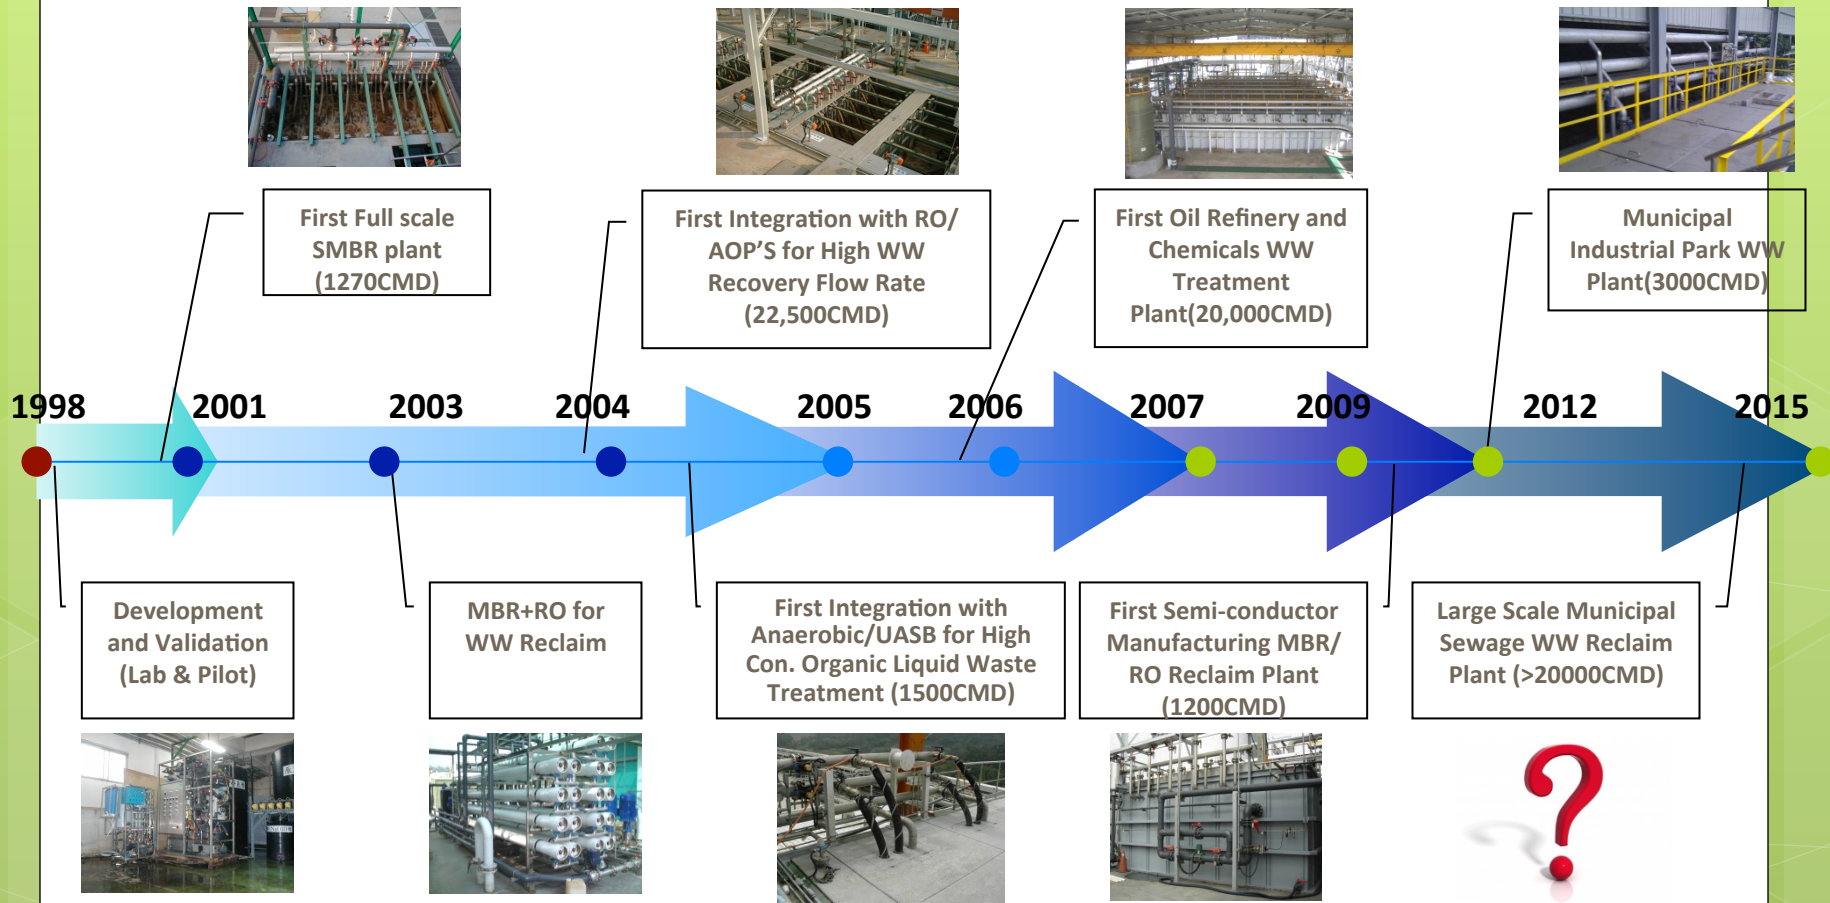 First Full scale
SMBR plant
(1270CMD)
First Integration with RO/
AOP'S for High WW
Recovery Flow Rate
(22,500CMD)
First Oil Refinery and
Chemicals WW
Treatment
Plant(20,000CMD)
Municipal
Industrial Park WW
Plant(3000CMD)
1998
2001
2003
2004
2005
2006
2007
2009
2012
2015
Development
and Validation
(Lab & Pilot)
MBR+RO for
WW Reclaim
First Integration with
Anaerobic/UASB for High
Con. Organic Liquid Waste
Treatment (1500CMD)
First Semi-conductor
Manufacturing MBR/
RO Reclaim Plant
(1200CMD)
Large Scale Municipal
Sewage WW Reclaim
Plant (>20000CMD)
?